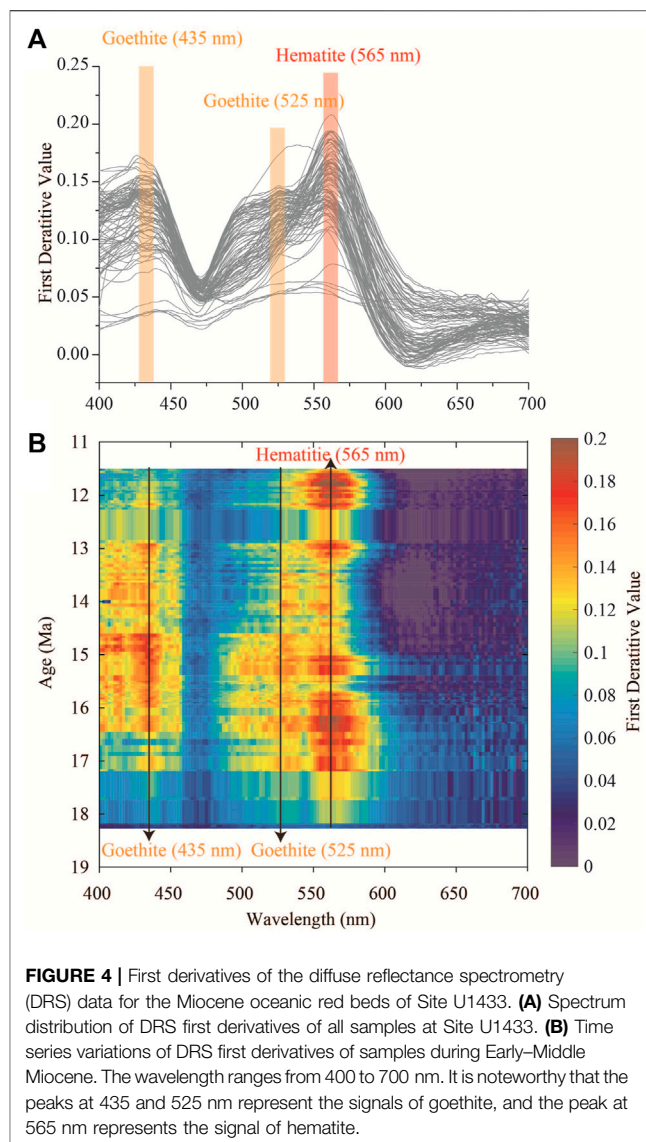 A
Goethite (435 nm)
Hematite (565 nm)
Goethite (525 nm)
0.25
0.20
0.15
0.10
0.05
0.00
First Deratitive Value
400 450 500 550 600 650 700
B
11
12
13
14
15
16
17
18
19
Age (Ma)
Hematitie (565 nm)
Goethite (435 nm) Goethite (525 nm)
400 450 500 550 600 650 700
Wavelength (nm)
0.2
0.18
0.16
0.14
0.12
0.1
0.08
0.06
0.04
0.02
0
First Deratitive Value
FIGURE 4 | First derivatives of the diffuse reflectance spectrometry
(DRS) data for the Miocene oceanic red beds of Site U1433. (A) Spectrum
distribution of DRS first derivatives of all samples at Site U1433. (B) Time
series variations of DRS first derivatives of samples during Early–Middle
Miocene. The wavelength ranges from 400 to 700 nm. It is noteworthy that the
peaks at 435 and 525 nm represent the signals of goethite, and the peak at
565 nm represents the signal of hematite.